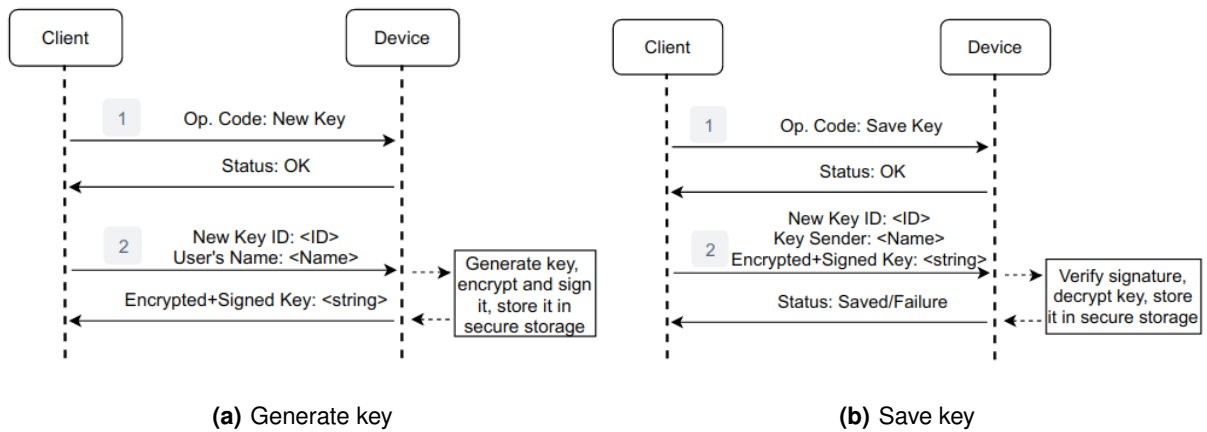 Client
Device
1
Op. Code: New Key
Status: OK
2
New Key ID: <ID>
User's Name: <Name>
Generate key,
encrypt and sign
it, store it in
secure storage
Encrypted+Signed Key: <string>
(a) Generate key
Client
Device
1
Op. Code: Save Key
Status: OK
2
New Key ID: <ID>
Key Sender: <Name>
Encrypted+Signed Key: <string>
Verify signature,
decrypt key, store
it in secure storage
Status: Saved/Failure
(b) Save key